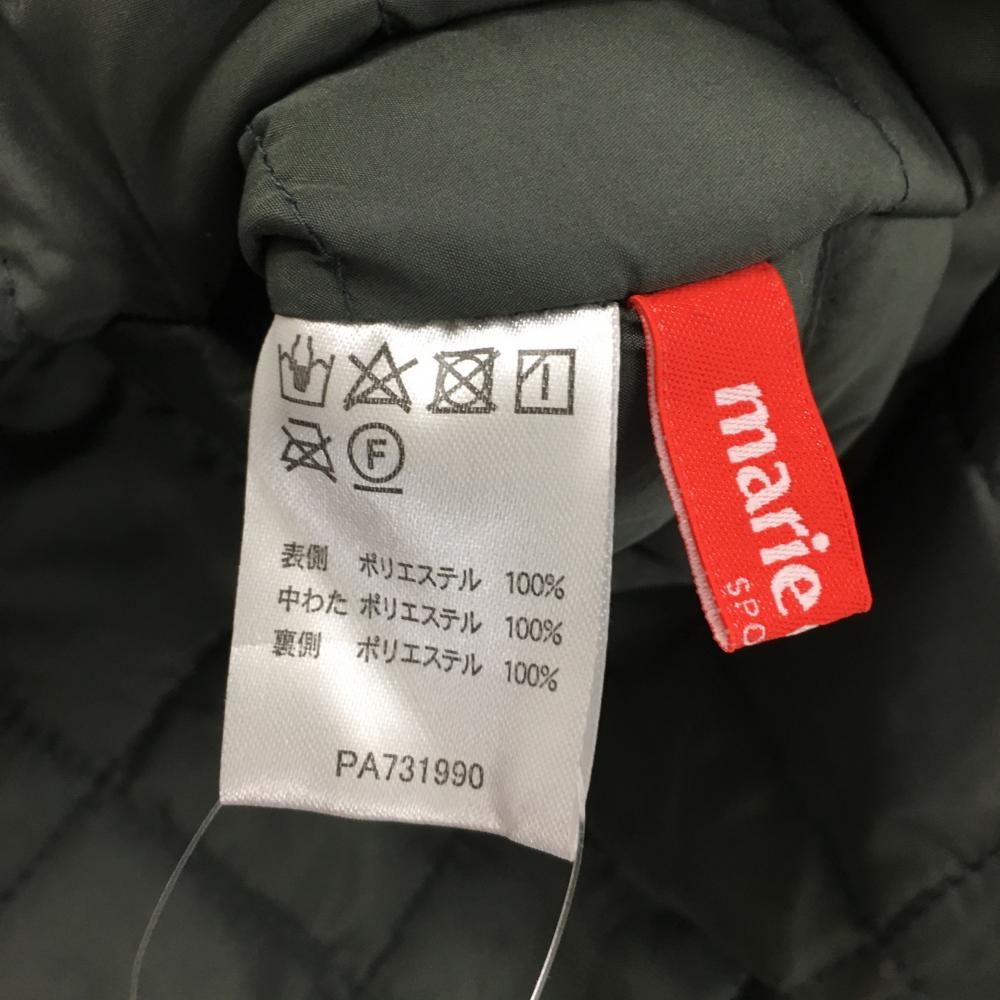 F
表側 ポリエステル 100%
中わた ポリエステル 100%
裏側 ポリエステル 100%
PA731990
marie
SPO